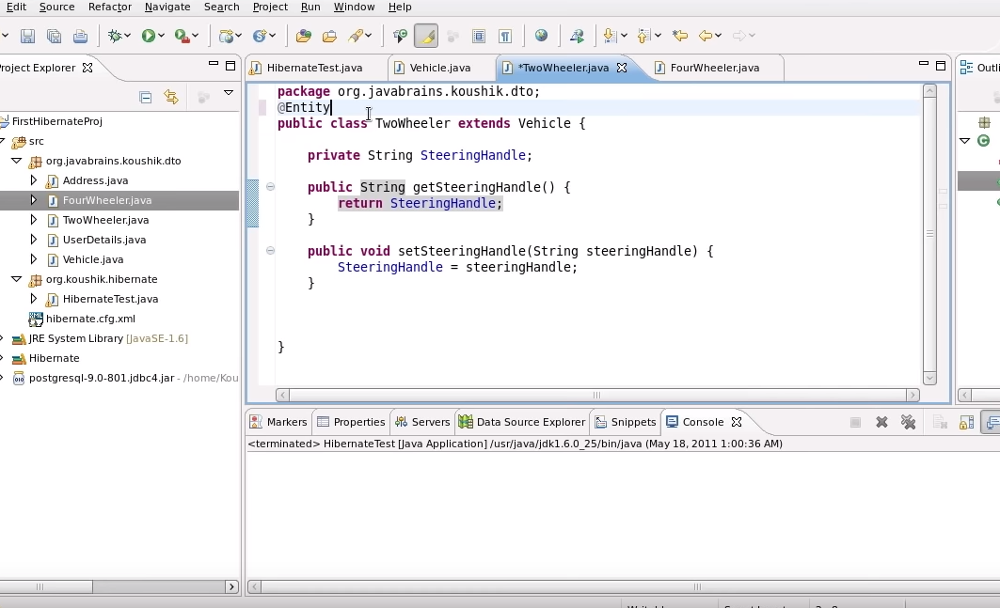 Edit Source Refactor Navigate Search Project Run Window Help
Project Explorer
FirstHibernateProj
src
org.javabrains.koushik.dto
Address.java
FourWheeler.java
TwoWheeler.java
UserDetails.java
Vehicle.java
org.koushik.hibernate
HibernateTest.java
hibernate.cfg.xml
JRE System Library [JavaSE-1.6]
Hibernate
postgresql-9.0-801.jdbc4.jar - /home/Kou
HibernateTest.java Vehicle.java *TwoWheeler.java FourWheeler.java
package org.javabrains.koushik.dto;
@Entity
public class TwoWheeler extends Vehicle {
private String SteeringHandle;
public String getSteeringHandle() {
return SteeringHandle;
}
public void setSteeringHandle(String steeringHandle) {
SteeringHandle = steeringHandle;
}
}
Outli
Markers Properties Servers Data Source Explorer Snippets Console
<terminated> HibernateTest [Java Application] /usr/java/jdk1.6.0_25/bin/java (May 18, 2011 1:00:36 AM)